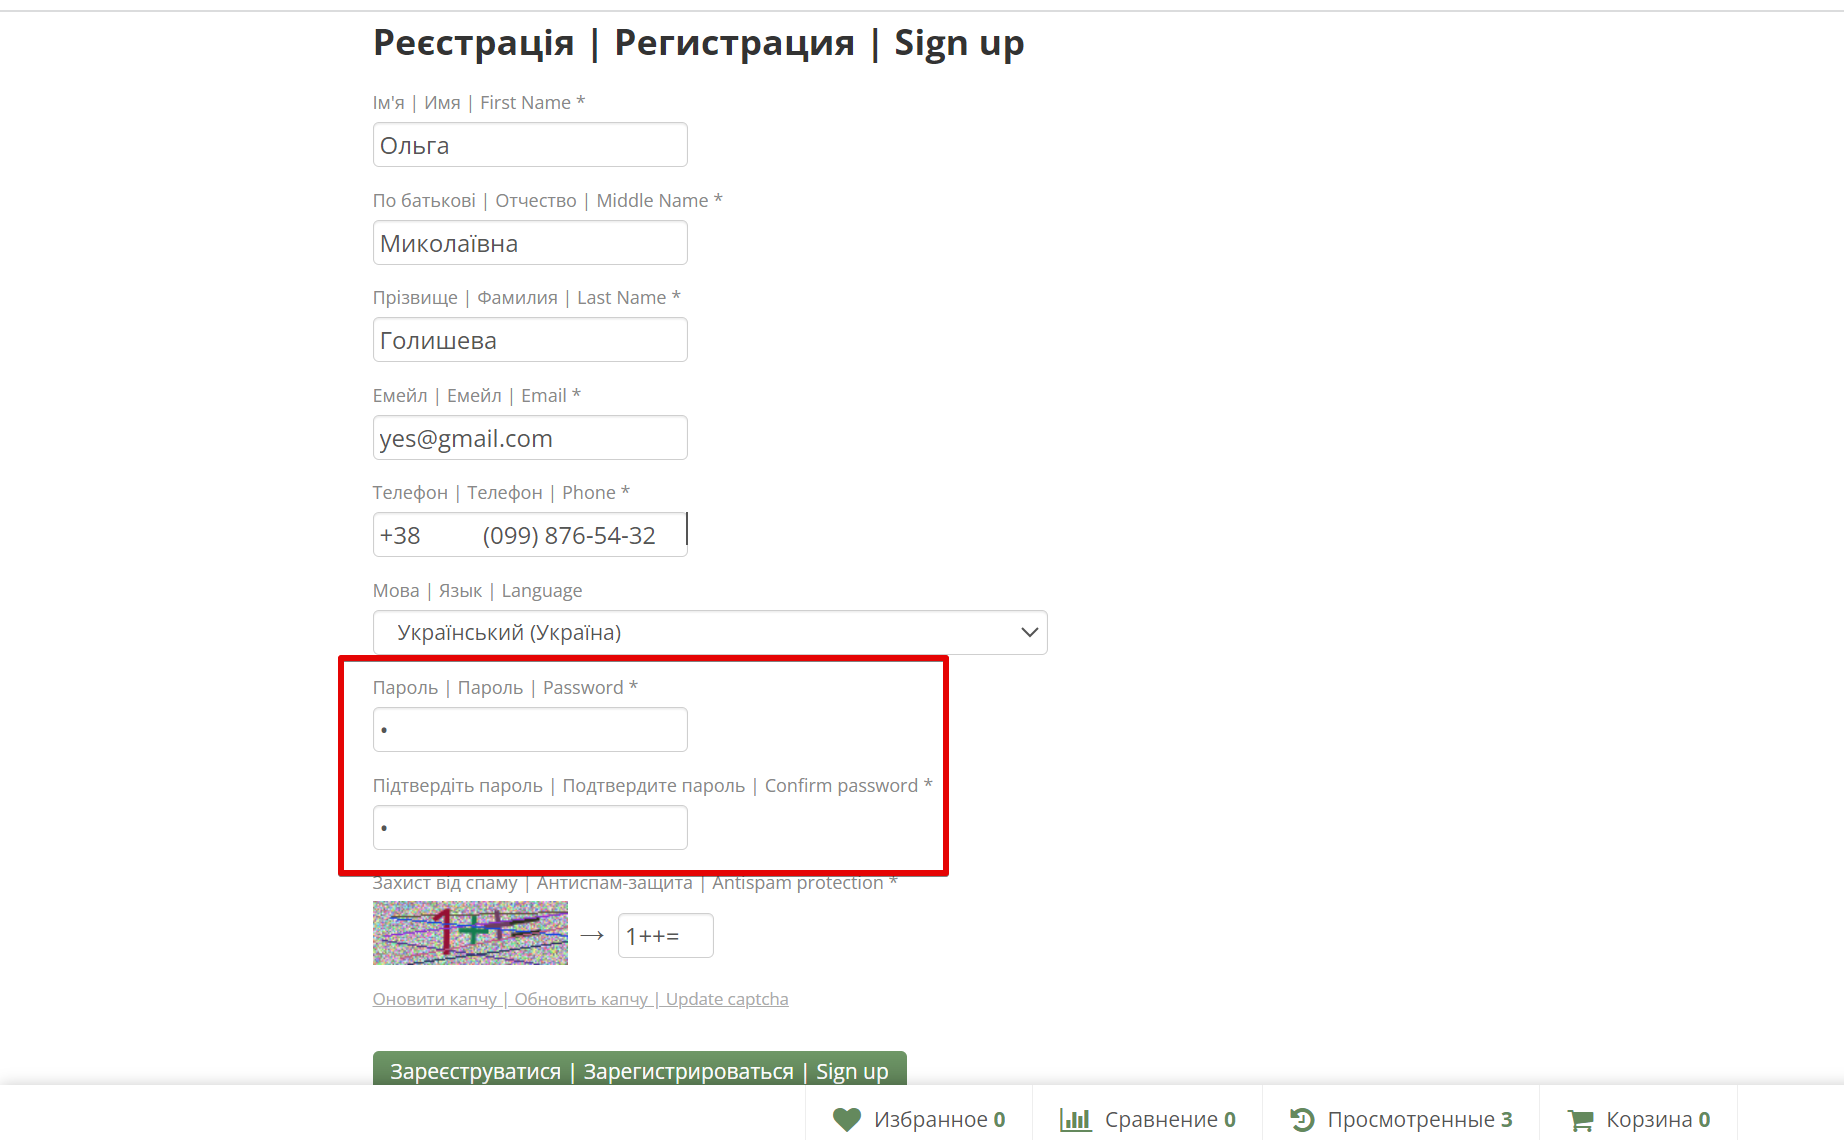 Реєстрація | Регистрация | Sign up
Ім'я | Имя | First Name *
Ольга
По батькові | Отчество | Middle Name *
Миколаївна
Прізвище | Фамилия | Last Name *
Голишева
Емейл | Емейл | Email *
yes@gmail.com
Телефон | Телефон | Phone *
+38 (099) 876-54-32
Мова | Язык | Language
Український (Україна)
Пароль | Пароль | Password *
•
Підтвердіть пароль | Подтвердите пароль | Confirm password *
•
Захист від спаму | Антиспам-защита | Antispam protection *
1++= → 1++=
Оновити капчу | Обновить капчу | Update captcha
Зареєструватися | Зарегистрироваться | Sign up
Избранное 0 Сравнение 0 Просмотренные 3 Корзина 0